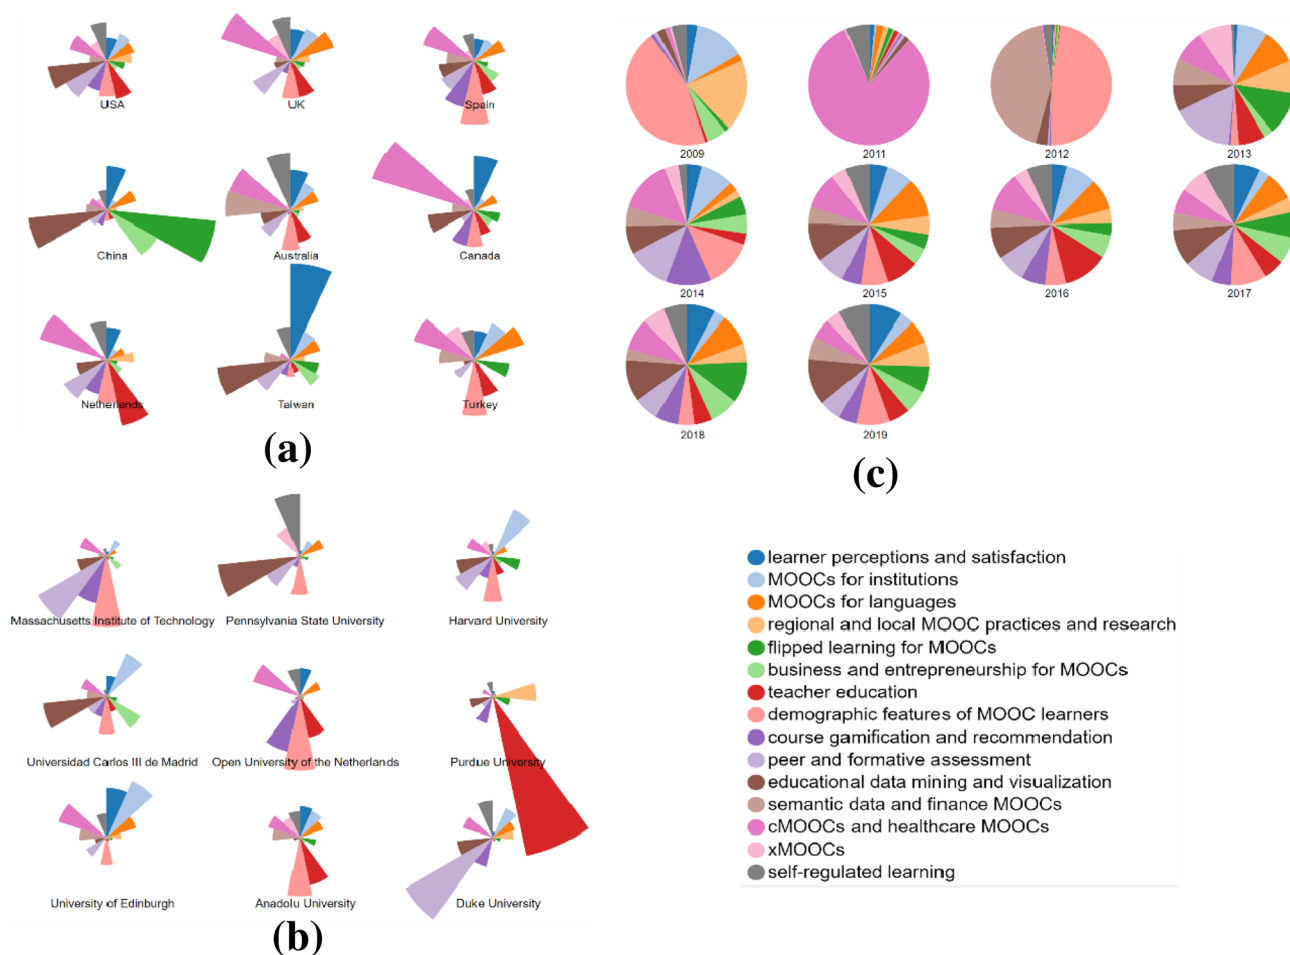 USA
UK
Spain
China
Australia
Canada
Netherlands
Taiwan
Turkey
(a)
2009
2011
2012
2013
2014
2015
2016
2017
2018
2019
(c)
Massachusetts Institute of Technology
Pennsylvania State University
Harvard University
Universidad Carlos III de Madrid
Open University of the Netherlands
Purdue University
University of Edinburgh
Anadolu University
Duke University
(b)
learner perceptions and satisfaction
MOOCs for institutions
MOOCs for languages
regional and local MOOC practices and research
flipped learning for MOOCs
business and entrepreneurship for MOOCs
teacher education
demographic features of MOOC learners
course gamification and recommendation
peer and formative assessment
educational data mining and visualization
semantic data and finance MOOCs
cMOOCs and healthcare MOOCs
xMOOCs
self-regulated learning